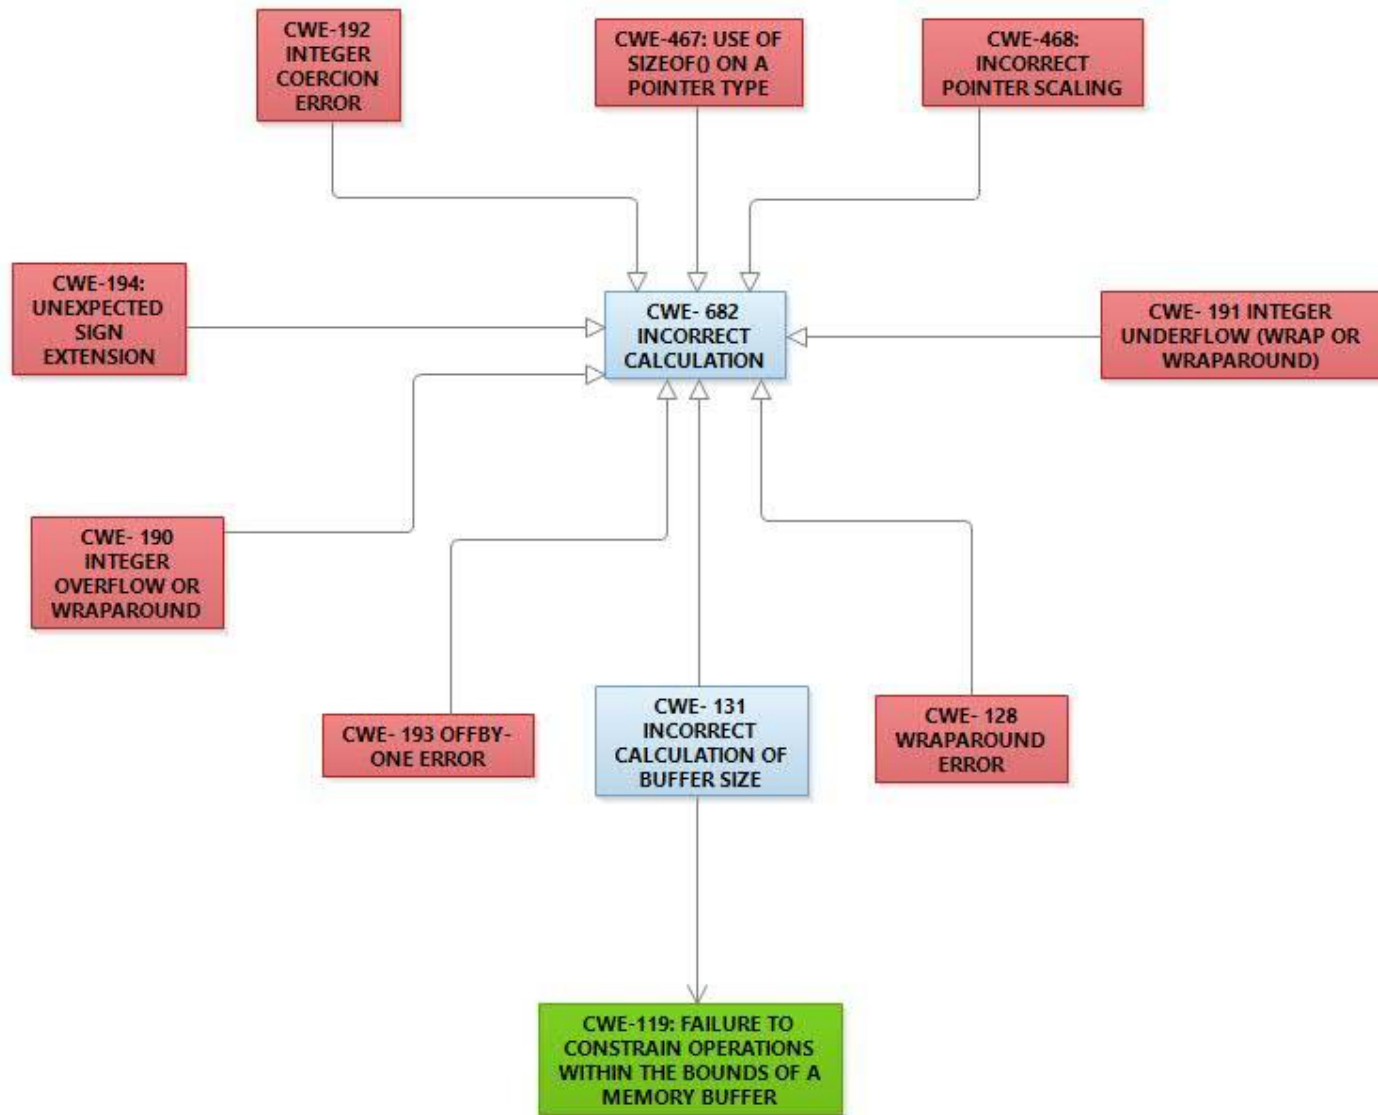 CWE-192
INTEGER
COERCION
ERROR
CWE-467: USE OF
SIZEOF() ON A
POINTER TYPE
CWE-468:
INCORRECT
POINTER SCALING
CWE-194:
UNEXPECTED
SIGN
EXTENSION
CWE- 682
INCORRECT
CALCULATION
CWE- 191 INTEGER
UNDERFLOW (WRAP OR
WRAPAROUND)
CWE- 190
INTEGER
OVERFLOW OR
WRAPAROUND
CWE- 193 OFFBY-
ONE ERROR
CWE- 131
INCORRECT
CALCULATION OF
BUFFER SIZE
CWE- 128
WRAPAROUND
ERROR
CWE-119: FAILURE TO
CONSTRAIN OPERATIONS
WITHIN THE BOUNDS OF A
MEMORY BUFFER